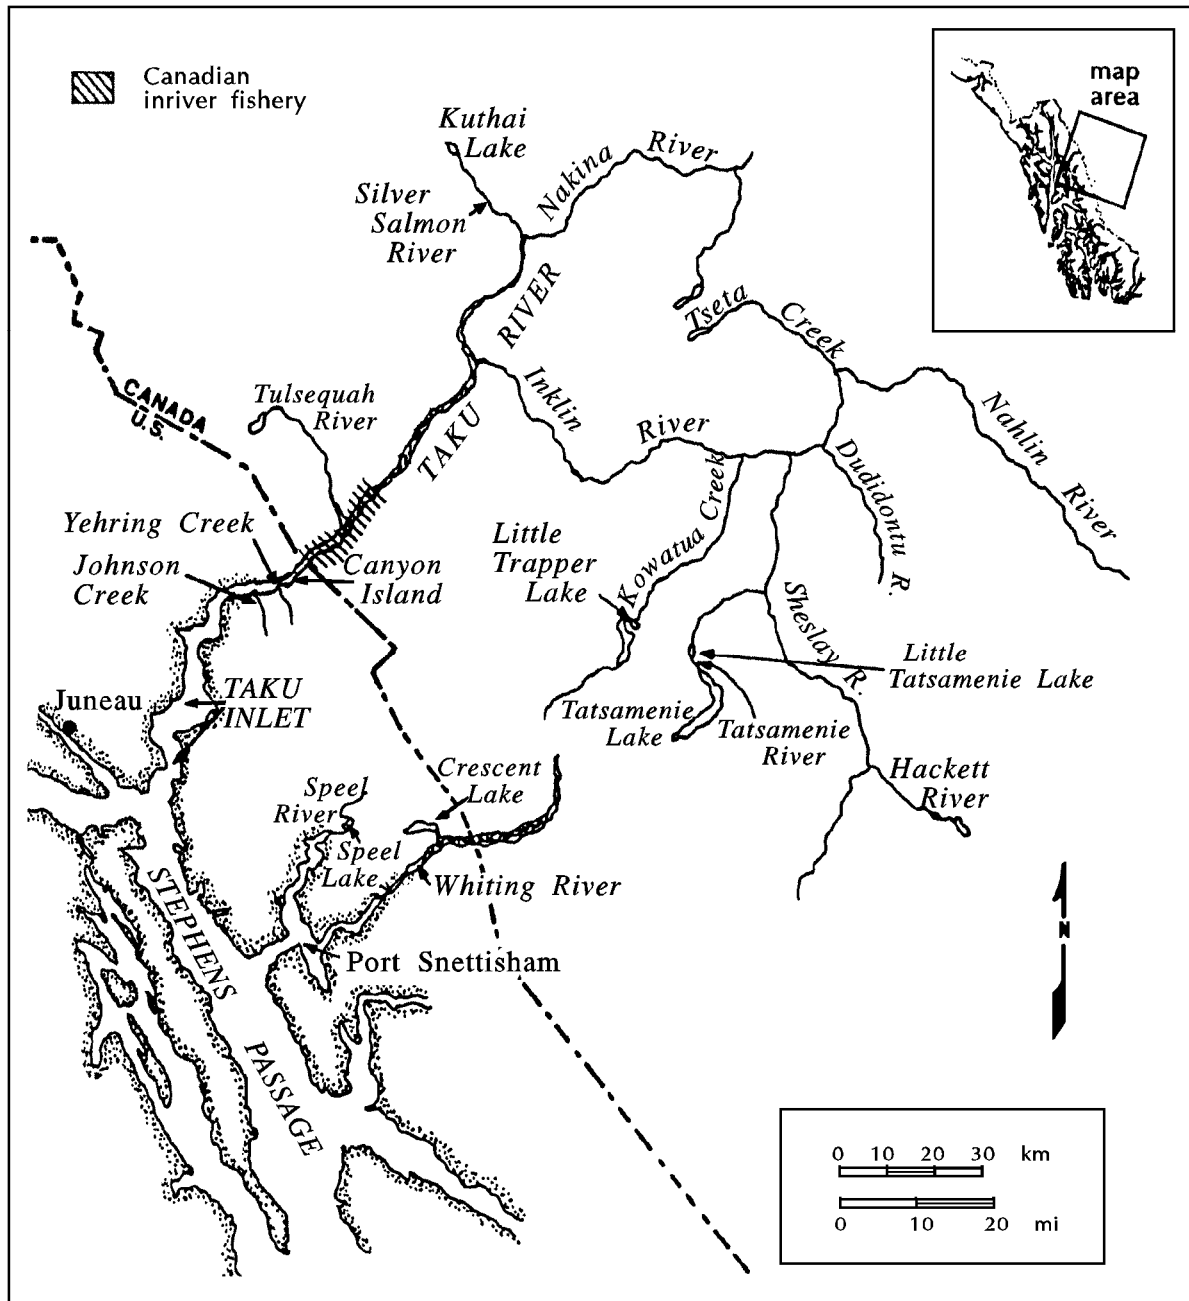 Canadian
inriver fishery
map
area
Kuthai
Lake
Nakina River
Silver
Salmon
River
TAKU RIVER
Tseta Creek
CANADA
U.S.
Tulsequah
River
Inklin River
Nahlin River
Dudidontu R.
Kowatua Creek
Yehring Creek
Johnson
Creek
Canyon
Island
Little
Trapper
Lake
Sheslay R.
Little
Tatsamenie Lake
Juneau
TAKU
INLET
Tatsamenie
Lake
Tatsamenie
River
Hackett
River
Speel
River
Crescent
Lake
Speel
Lake
Whiting River
STEPHENS PASSAGE
Port Snettisham
N
0 10 20 30 km
0 10 20 mi